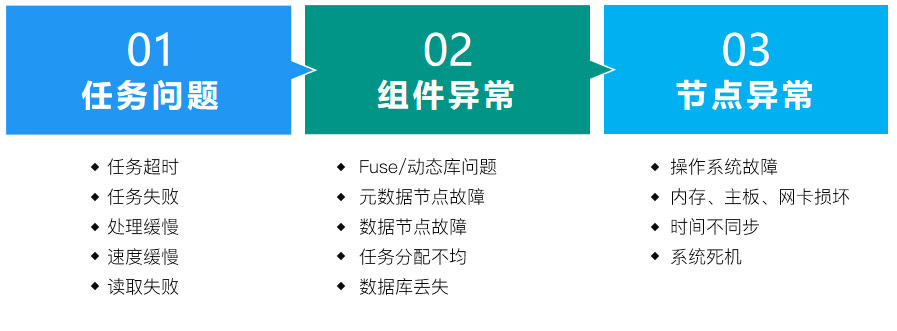 01
任务问题
任务超时
任务失败
处理缓慢
速度缓慢
读取失败
02
组件异常
Fuse/动态库问题
元数据节点故障
数据节点故障
任务分配不均
数据库丢失
03
节点异常
操作系统故障
内存、主板、网卡损坏
时间不同步
系统死机